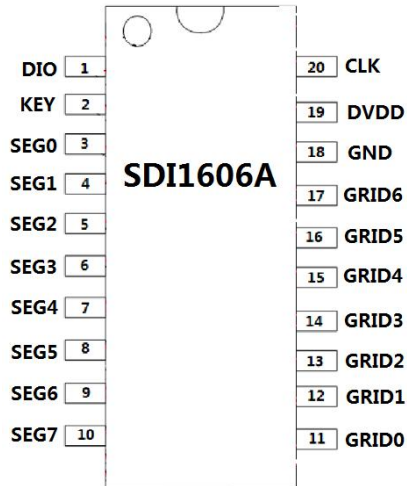 DIO 1 20 CLK
KEY 2 19 DVDD
SEG0 3 18 GND
SEG1 4 SDI1606A 17 GRID6
SEG2 5 16 GRID5
SEG3 6 15 GRID4
SEG4 7 14 GRID3
SEG5 8 13 GRID2
SEG6 9 12 GRID1
SEG7 10 11 GRID0